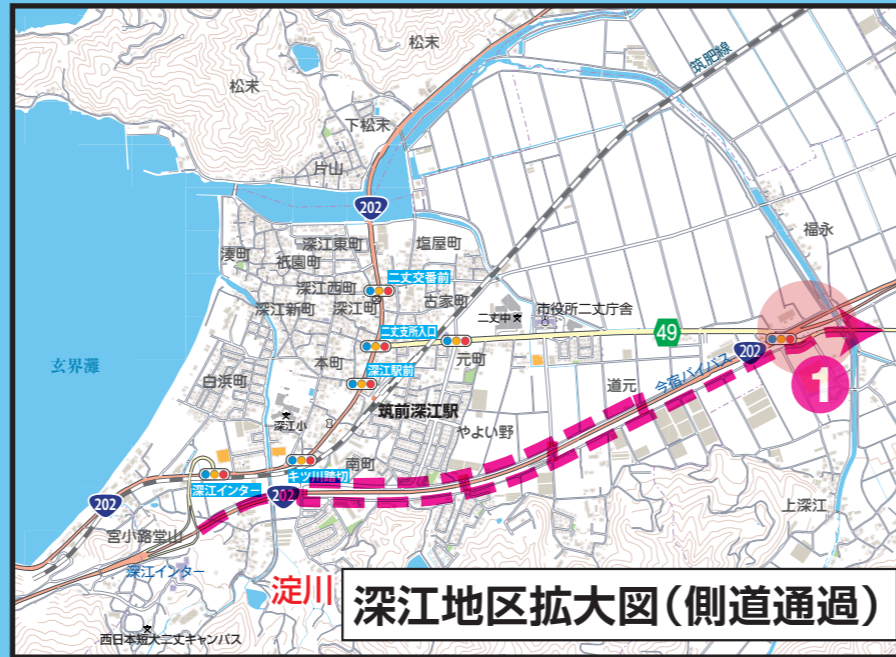 松末
松末
筑肥線
下松末
片山
202
福永
湊町
深江東町
塩屋町
祇園町
二丈交番前
深江西町
深江町
古家町
深江新町
二丈中
市役所二丈庁舎
二丈支所入口
49
元町
本町
202
玄界灘
白浜町
深江駅前
今宿バイパス
道元
1
筑前深江駅
深江小
やよい野
南町
キツ川踏切
深江インター
202
202
上深江
宮小路堂山
深江インター
淀川
深江地区拡大図(側道通過)
西日本短大二丈キャンパス